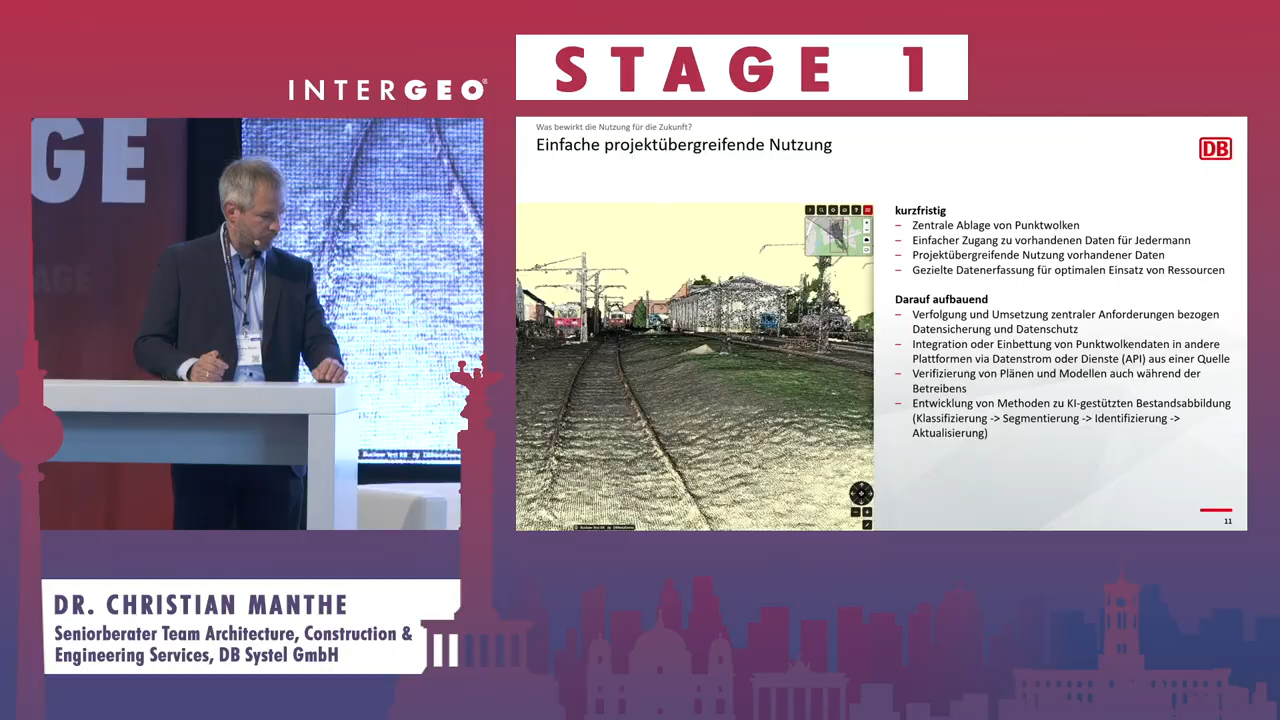 STAGE 1
INTERGEO®
GE
Was bewirkt die Nutzung für die Zukunft?
Einfache projektübergreifende Nutzung
DB
kurzfristig
– Zentrale Ablage von Punktwolken
– Einfacher Zugang zu vorhandenen Daten für Jedermann
– Projektübergreifende Nutzung vorhandener Daten
– Gezielte Datenerfassung für optimalen Einsatz von Ressourcen
Darauf aufbauend
– Verfolgung und Umsetzung zentraler Anforderungen bezogen
Datensicherung und Datenschutz
– Integration oder Einbettung von Punktwolkendaten in andere
Plattformen via Datenstrom oder Dienste (API) aus einer Quelle
– Verifizierung von Plänen und Modellen auch während der
Betreibens
– Entwicklung von Methoden zu KI-gestützten Bestandsabbildung
(Klassifizierung -> Segmentierung -> Identifizierung ->
Aktualisierung)
11
DR. CHRISTIAN MANTHE
Seniorberater Team Architecture, Construction &
Engineering Services, DB Systel GmbH